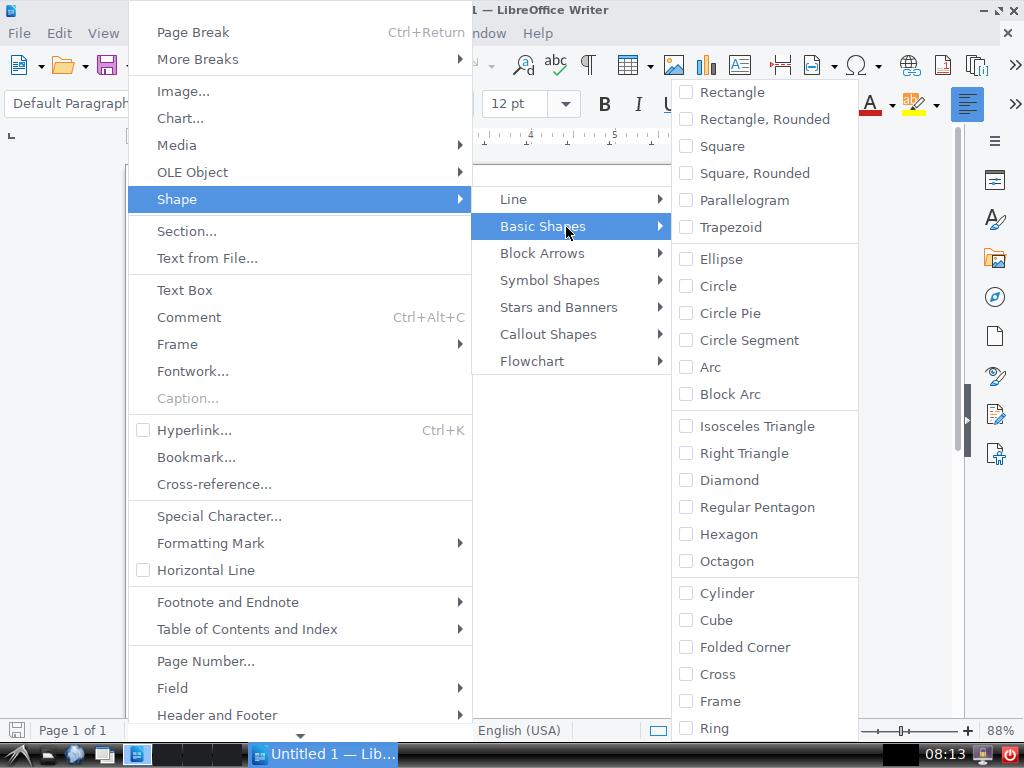 1 — LibreOffice Writer
File
Edit
View
ndow
Help
Default Paragraph
12 pt
B
I
U
A
4
5
Page Break Ctrl+Return
More Breaks
Image...
Chart...
Media
OLE Object
Shape
Section...
Text from File...
Text Box
Comment Ctrl+Alt+C
Frame
Fontwork...
Caption...
Hyperlink... Ctrl+K
Bookmark...
Cross-reference...
Special Character...
Formatting Mark
Horizontal Line
Footnote and Endnote
Table of Contents and Index
Page Number...
Field
Header and Footer
Line
Basic Shapes
Block Arrows
Symbol Shapes
Stars and Banners
Callout Shapes
Flowchart
Rectangle
Rectangle, Rounded
Square
Square, Rounded
Parallelogram
Trapezoid
Ellipse
Circle
Circle Pie
Circle Segment
Arc
Block Arc
Isosceles Triangle
Right Triangle
Diamond
Regular Pentagon
Hexagon
Octagon
Cylinder
Cube
Folded Corner
Cross
Frame
Ring
Page 1 of 1
English (USA)
88%
Untitled 1 — Lib...
08:13